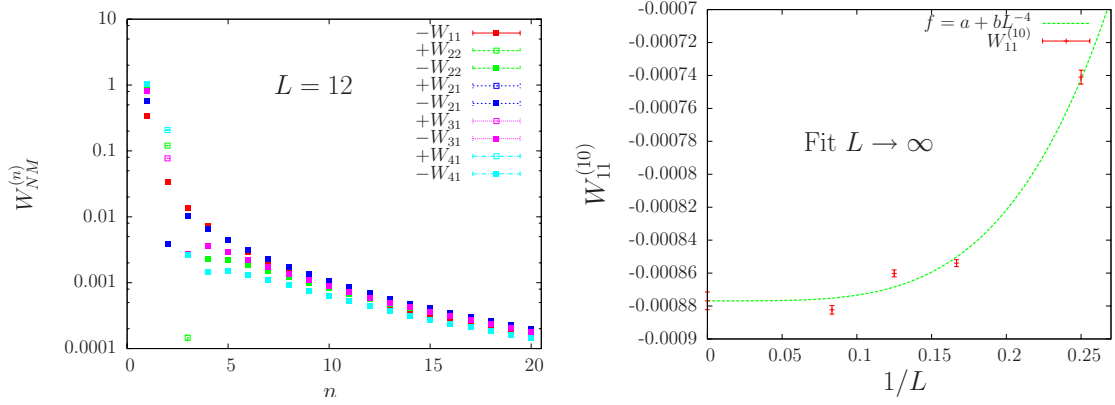 10
1
0.1
0.01
0.001
0.0001
W_{NM}^{(n)}
L = 12
−W_{11}
+W_{22}
−W_{22}
+W_{21}
−W_{21}
+W_{31}
−W_{31}
+W_{41}
−W_{41}
0 5 10 15 20
n
-0.0007
-0.00072
-0.00074
-0.00076
-0.00078
-0.0008
-0.00082
-0.00084
-0.00086
-0.00088
-0.0009
W_{11}^{(10)}
f = a + bL^{−4}
W_{11}^{(10)}
Fit L → ∞
0 0.05 0.1 0.15 0.2 0.25
1/L